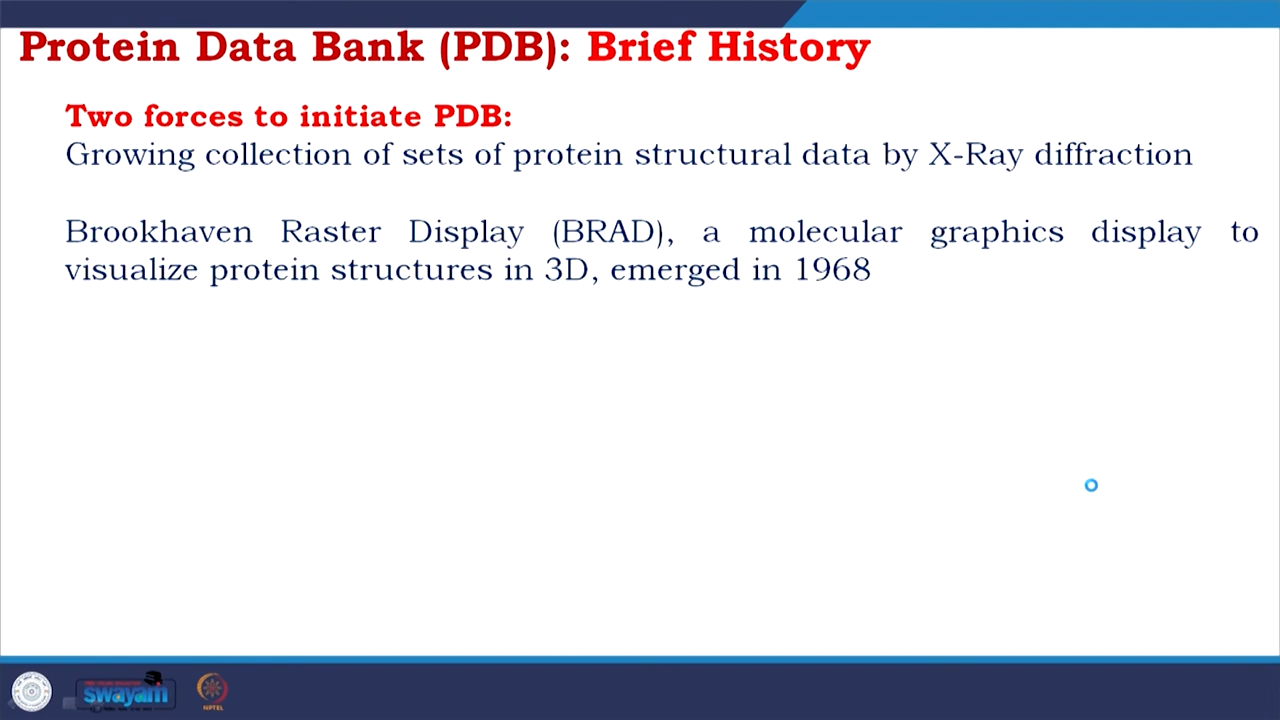 Protein Data Bank (PDB): Brief History
Two forces to initiate PDB:
Growing collection of sets of protein structural data by X-Ray diffraction
Brookhaven Raster Display (BRAD), a molecular graphics display to
visualize protein structures in 3D, emerged in 1968
swayam
NPTEL